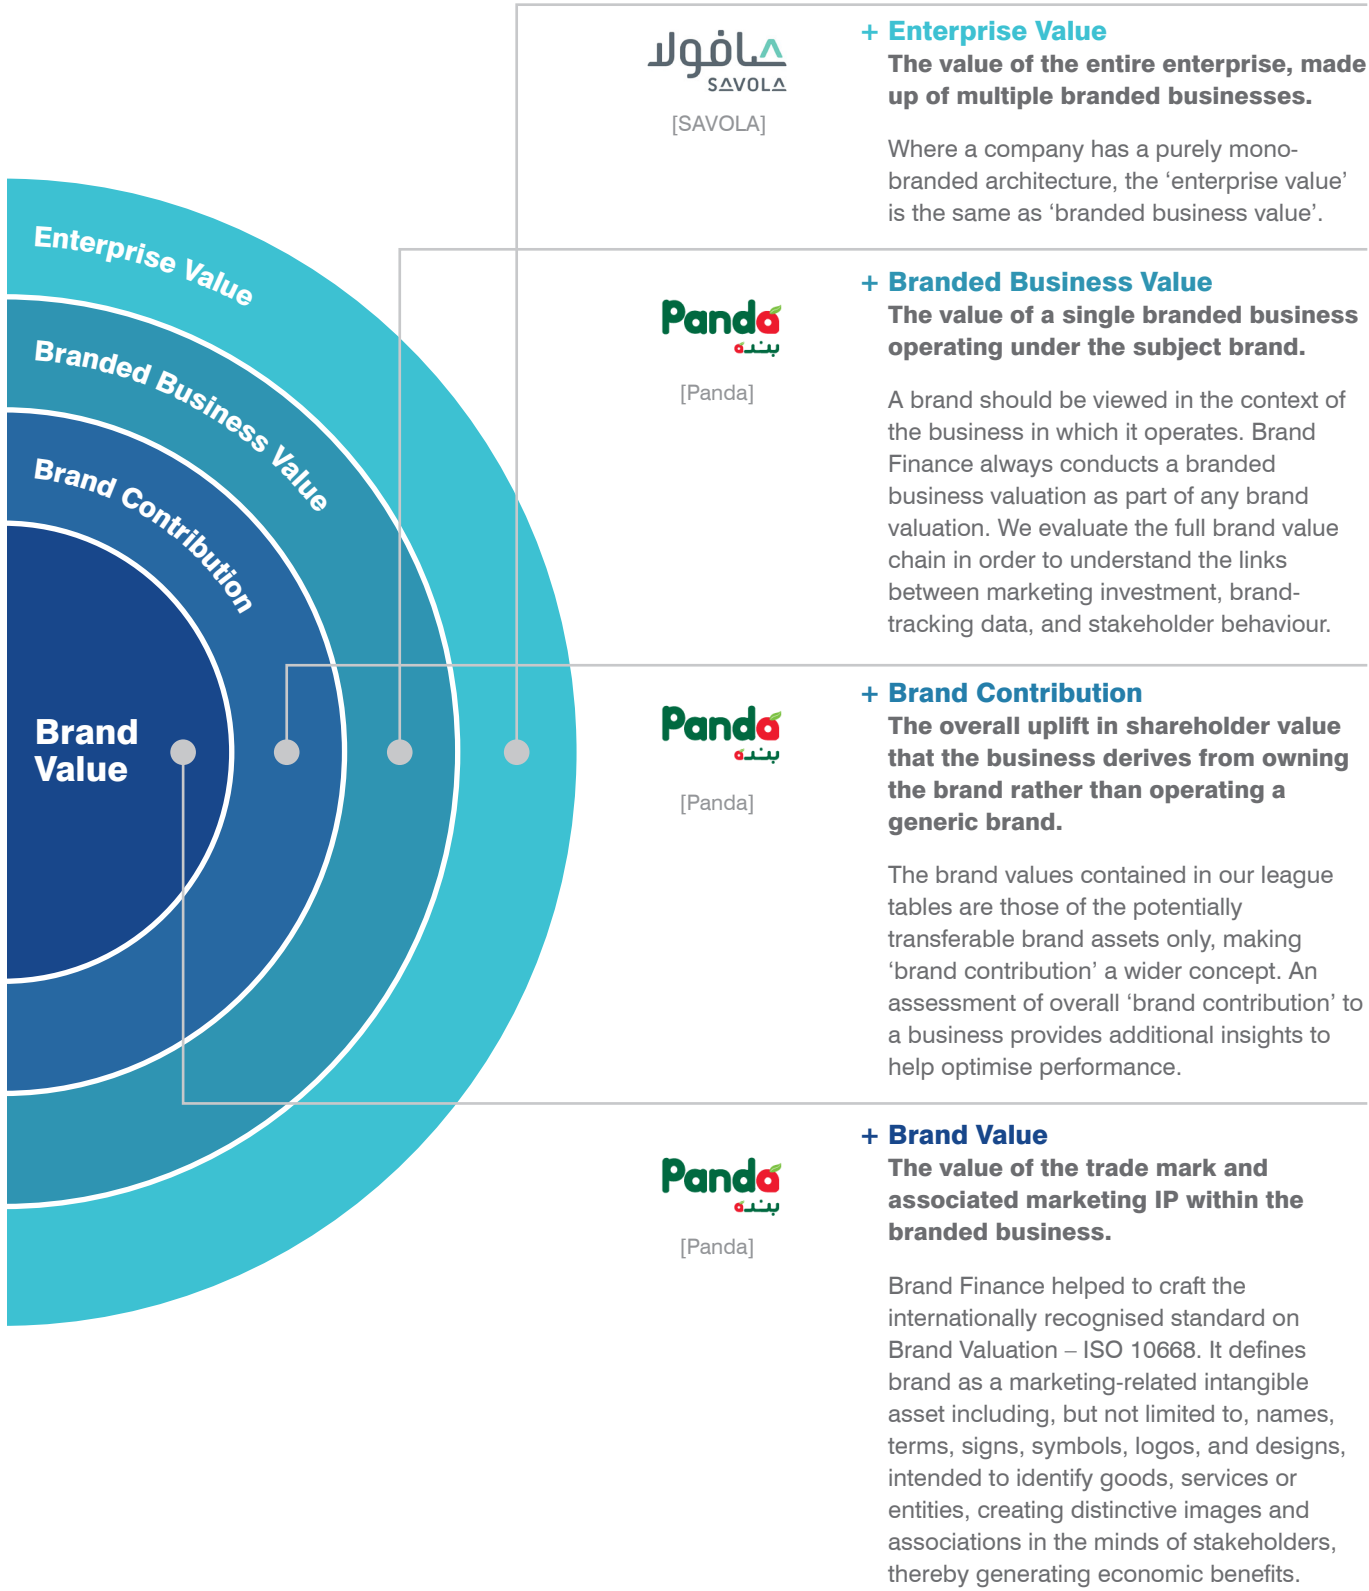 Enterprise Value
Branded Business Value
Brand Contribution
Brand
Value
ﺳﺎﻓﻮﻻ
SAVOLA
[SAVOLA]
+ Enterprise Value
The value of the entire enterprise, made
up of multiple branded businesses.
Where a company has a purely mono-
branded architecture, the ‘enterprise value’
is the same as ‘branded business value’.
Panda
بنده
[Panda]
+ Branded Business Value
The value of a single branded business
operating under the subject brand.
A brand should be viewed in the context of
the business in which it operates. Brand
Finance always conducts a branded
business valuation as part of any brand
valuation. We evaluate the full brand value
chain in order to understand the links
between marketing investment, brand-
tracking data, and stakeholder behaviour.
Panda
بنده
[Panda]
+ Brand Contribution
The overall uplift in shareholder value
that the business derives from owning
the brand rather than operating a
generic brand.
The brand values contained in our league
tables are those of the potentially
transferable brand assets only, making
‘brand contribution’ a wider concept. An
assessment of overall ‘brand contribution’ to
a business provides additional insights to
help optimise performance.
Panda
بنده
[Panda]
+ Brand Value
The value of the trade mark and
associated marketing IP within the
branded business.
Brand Finance helped to craft the
internationally recognised standard on
Brand Valuation – ISO 10668. It defines
brand as a marketing-related intangible
asset including, but not limited to, names,
terms, signs, symbols, logos, and designs,
intended to identify goods, services or
entities, creating distinctive images and
associations in the minds of stakeholders,
thereby generating economic benefits.